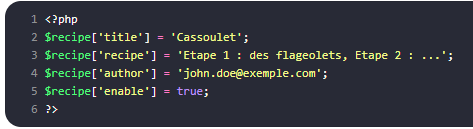 1 <?php
2 $recipe['title'] = 'Cassoulet';
3 $recipe['recipe'] = 'Etape 1 : des flageolets, Etape 2 : ...';
4 $recipe['author'] = 'john.doe@exemple.com';
5 $recipe['enable'] = true;
6 ?>